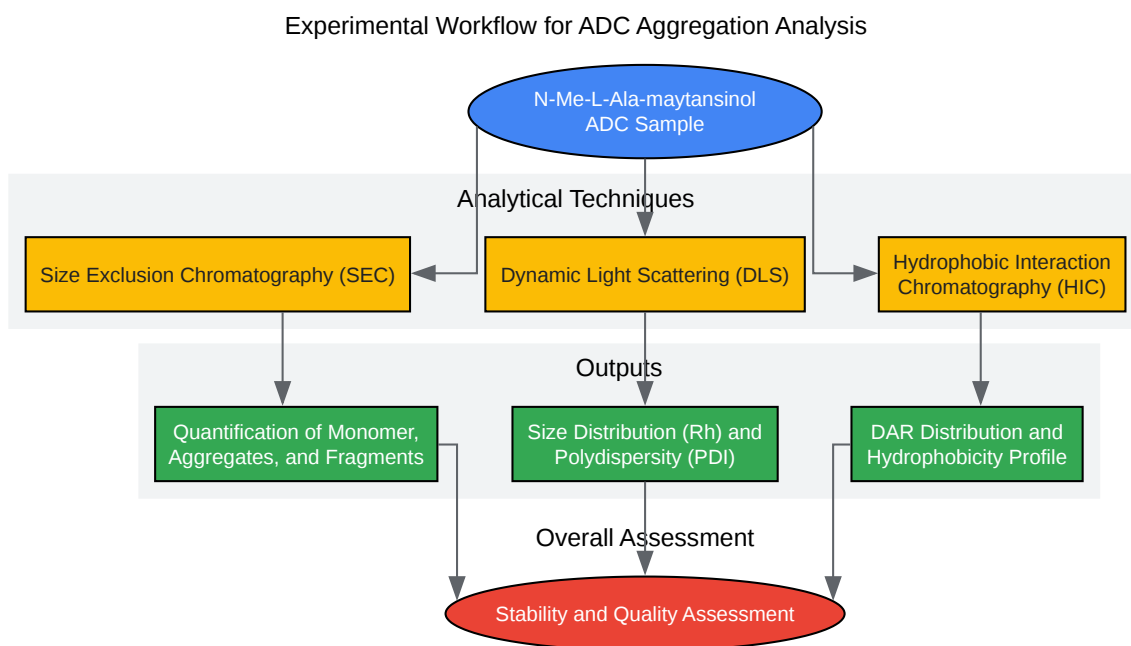 Experimental Workflow for ADC Aggregation Analysis
N-Me-L-Ala-maytansinol
ADC Sample
Analytical Techniques
Size Exclusion Chromatography (SEC)
Dynamic Light Scattering (DLS)
Hydrophobic Interaction
Chromatography (HIC)
Outputs
Quantification of Monomer,
Aggregates, and Fragments
Size Distribution (Rh) and
Polydispersity (PDI)
DAR Distribution and
Hydrophobicity Profile
Overall Assessment
Stability and Quality Assessment